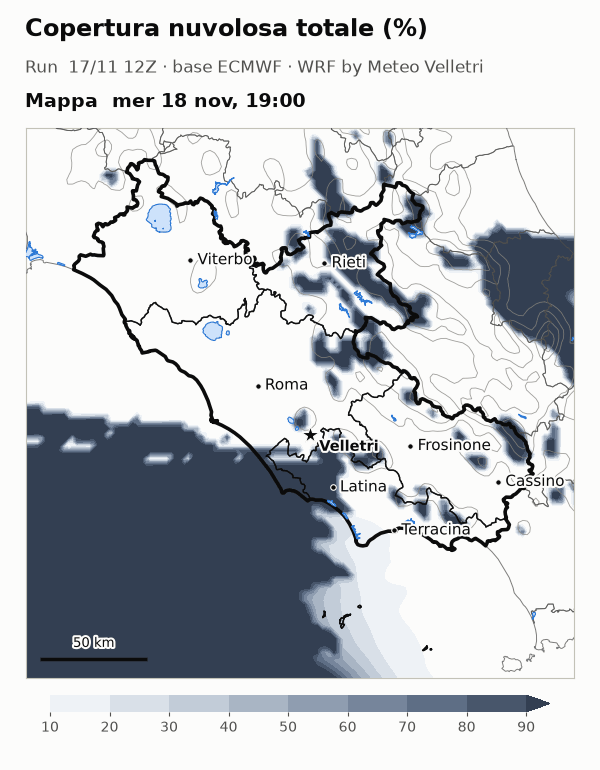 Copertura nuvolosa totale (%)
Run  17/11 12Z · base ECMWF · WRF by Meteo Velletri
Mappa  mer 18 nov, 19:00
Viterbo
Rieti
Roma
Velletri
Frosinone
Cassino
Latina
Terracina
50 km
10 20 30 40 50 60 70 80 90